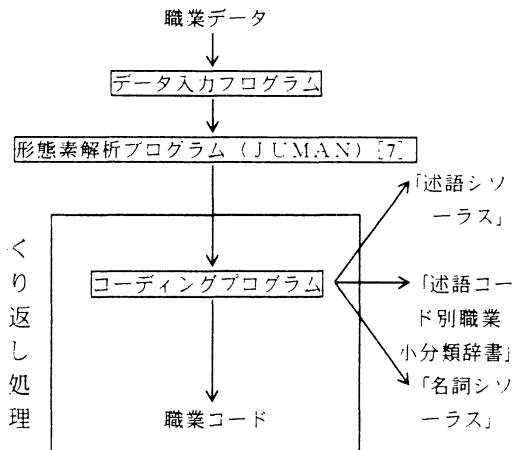 職業データ
データ入力プログラム
形態素解析プログラム（ＪＵＭＡＮ）[7]
「述語シソ
ーラス」
くり返し処理
コーディングプログラム
「述語コー
ド別職業
小分類辞書」
「名詞シソ
ーラス」
職業コード